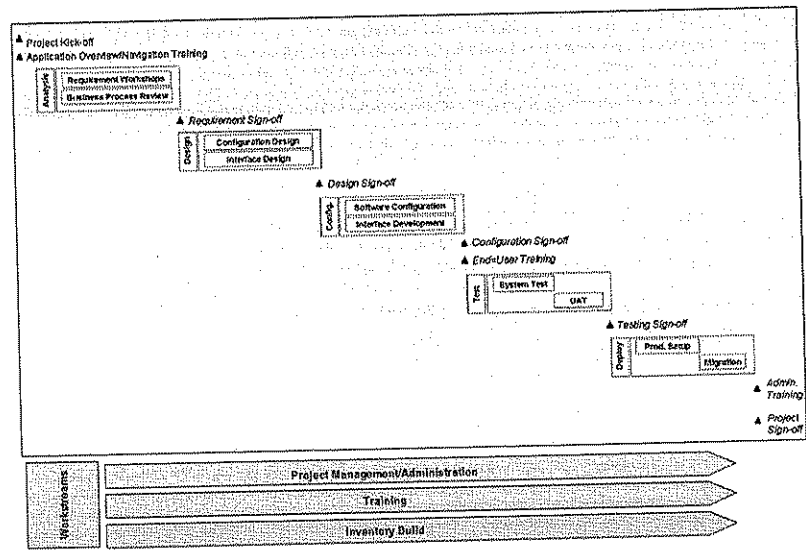 Project Kick-off
Application Overview/Navigation Training
Analysis
Requirement Workshops
Business Process Review
Requirement Sign-off
Design
Configuration Design
Interface Design
Design Sign-off
Config.
Software Configuration
Interface Development
Configuration Sign-off
End-User Training
Test
System Test
UAT
Testing Sign-off
Deploy
Prod. Setup
Migration
Admin.
Training
Project
Sign-off
Workstreams
Project Management/Administration
Training
Inventory Build